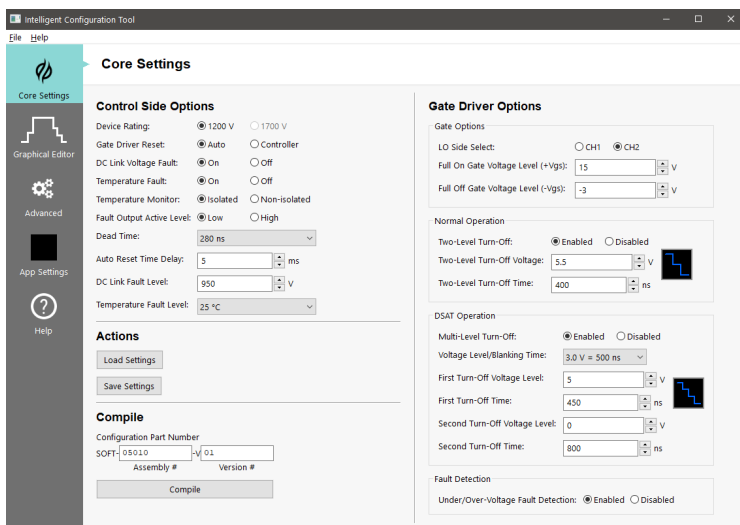 Intelligent Configuration Tool
File Help
Core Settings
Core Settings
Graphical Editor
Advanced
App Settings
?
Help
Control Side Options
Device Rating: 1200 V 1700 V
Gate Driver Reset: Auto Controller
DC Link Voltage Fault: On Off
Temperature Fault: On Off
Temperature Monitor: Isolated Non-isolated
Fault Output Active Level: Low High
Dead Time: 280 ns
Auto Reset Time Delay: 5 ms
DC Link Fault Level: 950 V
Temperature Fault Level: 25 °C
Actions
Load Settings
Save Settings
Compile
Configuration Part Number
SOFT- 05010 -V 01
Assembly # Version #
Compile
Gate Driver Options
Gate Options
LO Side Select: CH1 CH2
Full On Gate Voltage Level (+Vgs): 15 V
Full Off Gate Voltage Level (-Vgs): -3 V
Normal Operation
Two-Level Turn-Off: Enabled Disabled
Two-Level Turn-Off Voltage: 5.5 V
Two-Level Turn-Off Time: 400 ns
DSAT Operation
Multi-Level Turn-Off: Enabled Disabled
Voltage Level/Blanking Time: 3.0 V = 500 ns
First Turn-Off Voltage Level: 5 V
First Turn-Off Time: 450 ns
Second Turn-Off Voltage Level: 0 V
Second Turn-Off Time: 800 ns
Fault Detection
Under/Over-Voltage Fault Detection: Enabled Disabled